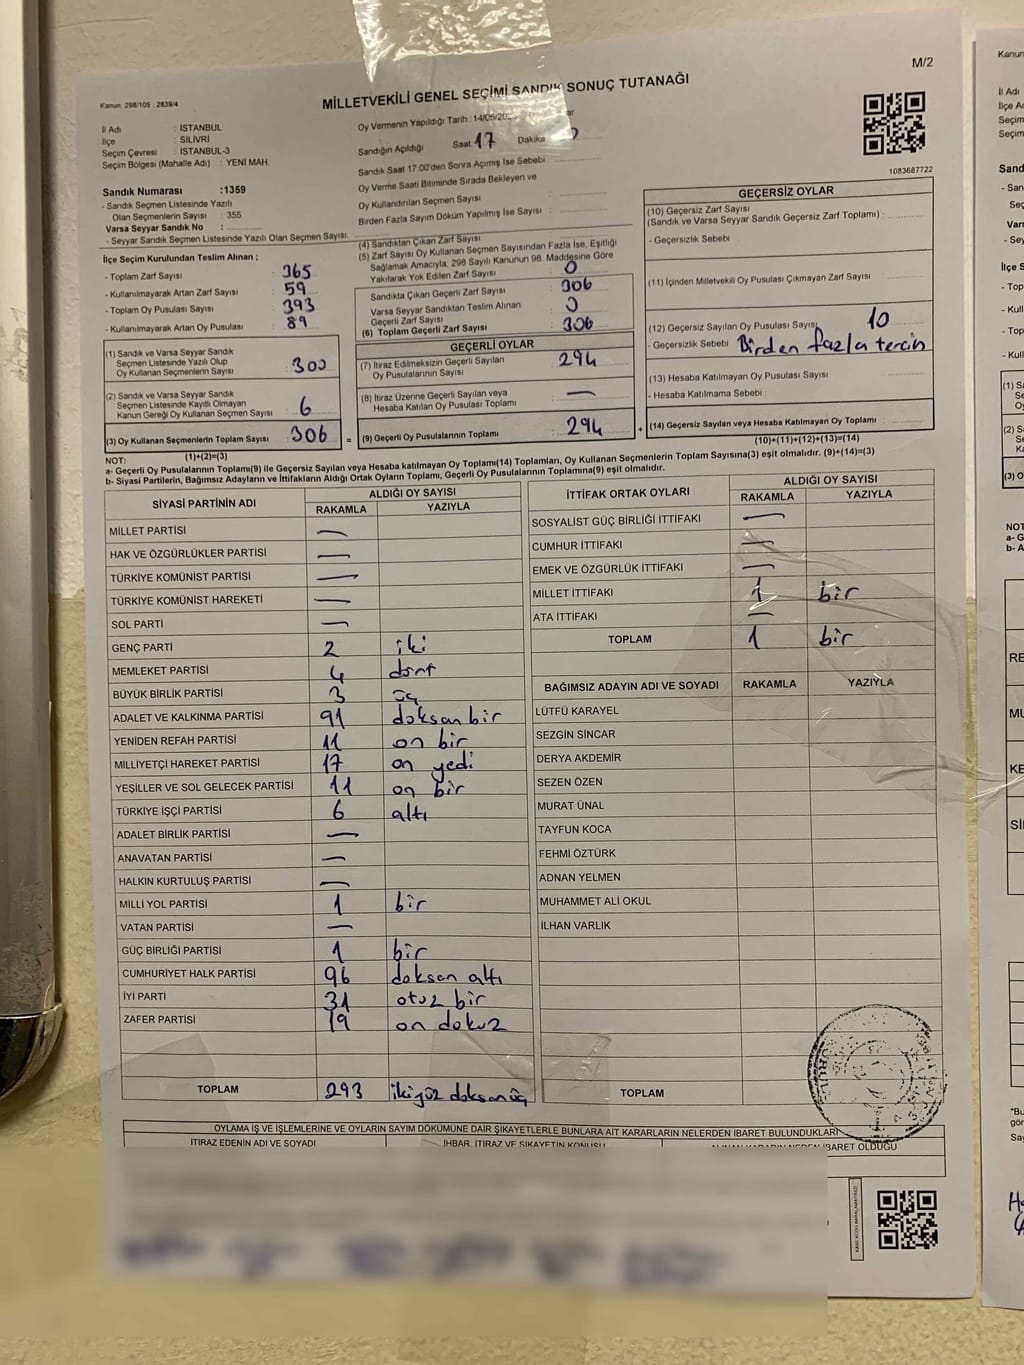 M/2
Kanun, 298/105 , 2839/4
MİLLETVEKİLİ GENEL SEÇİMİ SANDIK SONUÇ TUTANAĞI
İl Adı : İSTANBUL
İlçe : SİLİVRİ
Seçim Çevresi : İSTANBUL-3
Seçim Bölgesi (Mahalle Adı) : YENİ MAH.
Sandık Numarası :1359
- Sandık Seçmen Listesinde Yazılı
Olan Seçmenlerin Sayısı : 355
Varsa Seyyar Sandık No :
- Seyyar Sandık Seçmen Listesinde Yazılı Olan Seçmen Sayısı:
Oy Vermenin Yapıldığı Tarih :14/05/20
Sandığın Açıldığı Saat 17 Dakika
Sandık Saat 17:00'den Sonra Açımış İse Sebebi :
Oy Verme Saati Bitiminde Sırada Bekleyen ve
Oy Kullandırılan Seçmen Sayısı :
Birden Fazla Sayım Döküm Yapılmış İse Sayısı :
1083687722
İlçe Seçim Kurulundan Teslim Alınan ;
- Toplam Zarf Sayısı : 365
- Kullanılmayarak Artan Zarf Sayısı : 59
- Toplam Oy Pusulası Sayısı : 393
- Kullanılmayarak Artan Oy Pusulası : 89
(1) Sandık ve Varsa Seyyar Sandık
Seçmen Listesinde Yazılı Olup
Oy Kullanan Seçmenlerin Sayısı : 300
(2) Sandık ve Varsa Seyyar Sandık
Seçmen Listesinde Kayıtlı Olmayan
Kanun Gereği Oy Kullanan Seçmen Sayısı : 6
(3) Oy Kullanan Seçmenlerin Toplam Sayısı : 306
(1)+(2)=(3)
(4) Sandıktan Çıkan Zarf Sayısı
(5) Zarf Sayısı Oy Kullanan Seçmen Sayısından Fazla İse, Eşitliği
Sağlamak Amacıyla, 298 Sayılı Kanunun 98. Maddesine Göre
Yakılarak Yok Edilen Zarf Sayısı : 0
Sandıkta Çıkan Geçerli Zarf Sayısı : 306
Varsa Seyyar Sandıktan Teslim Alınan
Geçerli Zarf Sayısı : 0
(6) Toplam Geçerli Zarf Sayısı : 306
GEÇERLİ OYLAR
(7) İtiraz Edilmeksizin Geçerli Sayılan
Oy Pusulalarının Sayısı : 294
(8) İtiraz Üzerine Geçerli Sayılan veya
Hesaba Katılan Oy Pusulası Toplamı : —
= (9) Geçerli Oy Pusulalarının Toplamı : 294 +
GEÇERSİZ OYLAR
(10) Geçersiz Zarf Sayısı
(Sandık ve Varsa Seyyar Sandık Geçersiz Zarf Toplamı) :
- Geçersizlik Sebebi :
(11) İçinden Milletvekili Oy Pusulası Çıkmayan Zarf Sayısı :
(12) Geçersiz Sayılan Oy Pusulası Sayısı 10
- Geçersizlik Sebebi : Birden fazla tercih
(13) Hesaba Katılmayan Oy Pusulası Sayısı :
- Hesaba Katılmama Sebebi :
(14) Geçersiz Sayılan veya Hesaba Katılmayan Oy Toplamı :
(10)+(11)+(12)+(13)=(14)
NOT:
a- Geçerli Oy Pusulalarının Toplamı(9) ile Geçersiz Sayılan veya Hesaba katılmayan Oy Toplamı(14) Toplamları, Oy Kullanan Seçmenlerin Toplam Sayısına(3) eşit olmalıdır. (9)+(14)=(3)
b- Siyasi Partilerin, Bağımsız Adayların ve İttifakların Aldığı Ortak Oyların Toplamı, Geçerli Oy Pusulalarının Toplamına(9) eşit olmalıdır.
SİYASİ PARTİNİN ADI ALDIĞI OY SAYISI
RAKAMLA YAZIYLA
MİLLET PARTİSİ —
HAK VE ÖZGÜRLÜKLER PARTİSİ —
TÜRKİYE KOMÜNİST PARTİSİ —
TÜRKİYE KOMÜNİST HAREKETİ —
SOL PARTİ —
GENÇ PARTİ 2 iki
MEMLEKET PARTİSİ 4 dört
BÜYÜK BİRLİK PARTİSİ 3 üç
ADALET VE KALKINMA PARTİSİ 91 doksan bir
YENİDEN REFAH PARTİSİ 11 on bir
MİLLİYETÇİ HAREKET PARTİSİ 17 on yedi
YEŞİLLER VE SOL GELECEK PARTİSİ 11 on bir
TÜRKİYE İŞÇİ PARTİSİ 6 altı
ADALET BİRLİK PARTİSİ —
ANAVATAN PARTİSİ —
HALKIN KURTULUŞ PARTİSİ —
MİLLİ YOL PARTİSİ 1 bir
VATAN PARTİSİ —
GÜÇ BİRLİĞİ PARTİSİ 1 bir
CUMHURİYET HALK PARTİSİ 96 doksan altı
İYİ PARTİ 31 otuz bir
ZAFER PARTİSİ 19 on dokuz
TOPLAM 293 ikiyüz doksan üç
İTTİFAK ORTAK OYLARI ALDIĞI OY SAYISI
RAKAMLA YAZIYLA
SOSYALİST GÜÇ BİRLİĞİ İTTİFAKI —
CUMHUR İTTİFAKI —
EMEK VE ÖZGÜRLÜK İTTİFAKI —
MİLLET İTTİFAKI 1 bir
ATA İTTİFAKI —
TOPLAM 1 bir
BAĞIMSIZ ADAYIN ADI VE SOYADI RAKAMLA YAZIYLA
LÜTFÜ KARAYEL
SEZGİN SİNCAR
DERYA AKDEMİR
SEZEN ÖZEN
MURAT ÜNAL
TAYFUN KOCA
FEHMİ ÖZTÜRK
ADNAN YELMEN
MUHAMMET ALİ OKUL
İLHAN VARLIK
TOPLAM
OYLAMA İŞ VE İŞLEMLERİNE VE OYLARIN SAYIM DÖKÜMÜNE DAİR ŞİKAYETLERLE BUNLARA AİT KARARLARIN NELERDEN İBARET BULUNDUKLARI
İTİRAZ EDENİN ADI VE SOYADI İHBAR, İTİRAZ VE ŞİKAYETİN KONUSU ALINAN KARARIN NEDEN İBARET OLDUĞU
Kanun
İl Adı
Seçim
Sand